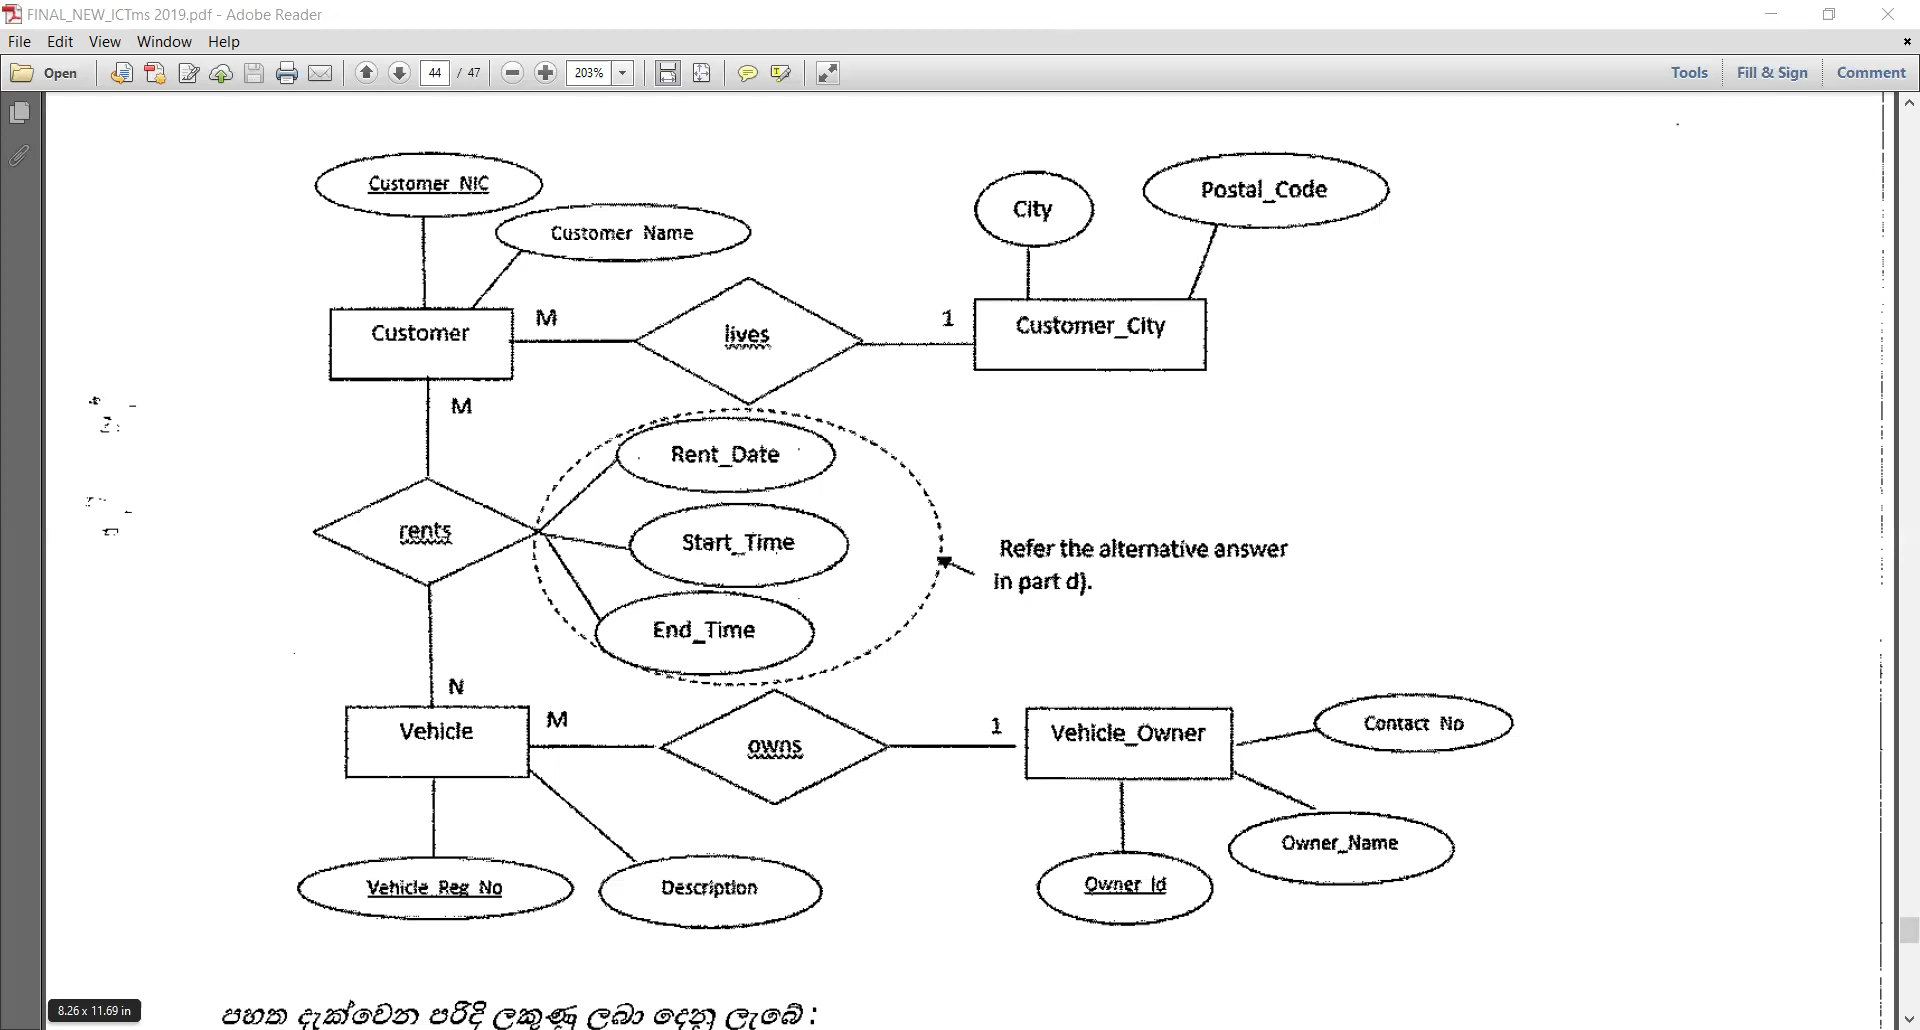 FINAL_NEW_ICTms 2019.pdf - Adobe Reader
File Edit View Window Help
Open 44 / 47 203% Tools Fill & Sign Comment
Customer_NIC
Customer_Name
City
Postal_Code
Customer
M
lives
1
Customer_City
M
Rent_Date
rents
Start_Time
Refer the alternative answer
in part d).
End_Time
N
Vehicle
M
owns
1
Vehicle_Owner
Contact_No
Owner_Name
Vehicle_Reg_No
Description
Owner_Id
8.26 x 11.69 in
පහත දැක්වෙන පරිදි ලකුණු ලබා දෙනු ලැබේ :